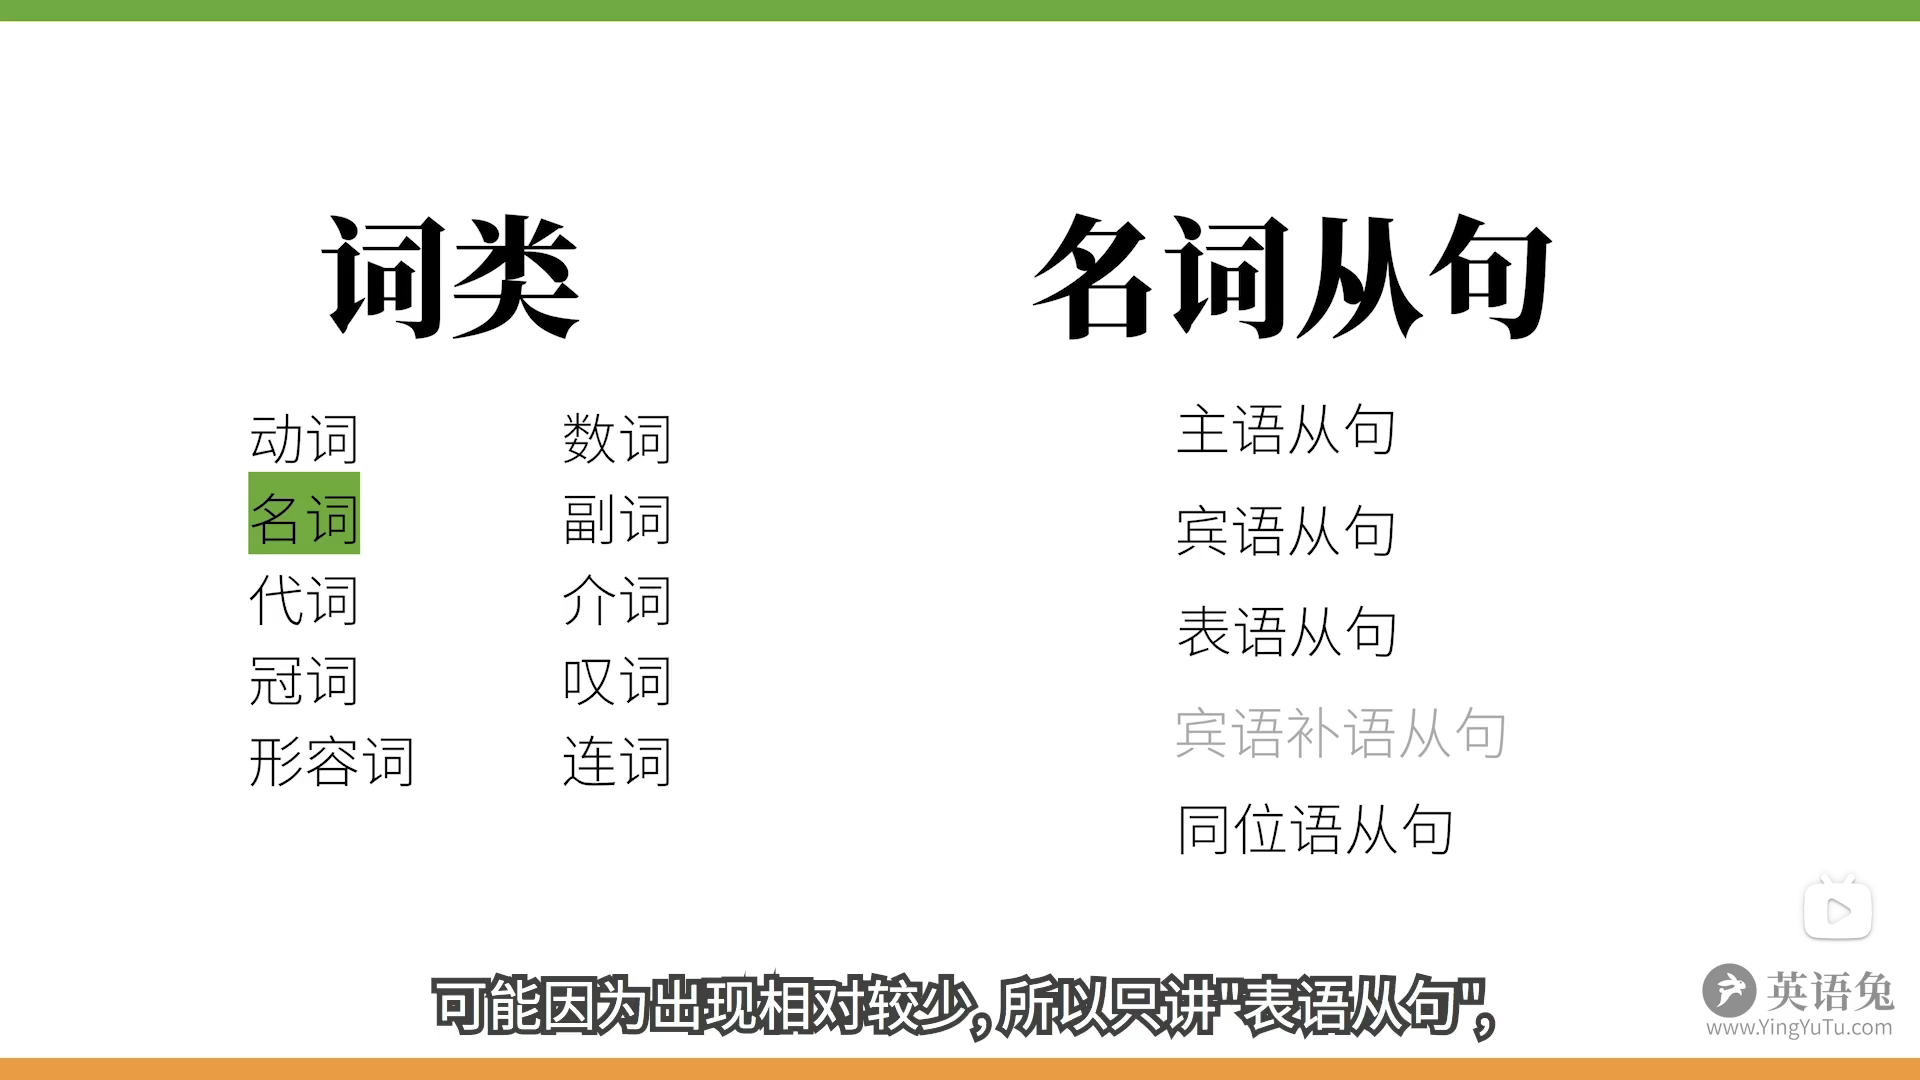 词类
动词
名词
代词
冠词
形容词
数词
副词
介词
叹词
连词
名词从句
主语从句
宾语从句
表语从句
宾语补语从句
同位语从句
可能因为出现相对较少，所以只讲"表语从句"，
英语兔
www.YingYuTu.com